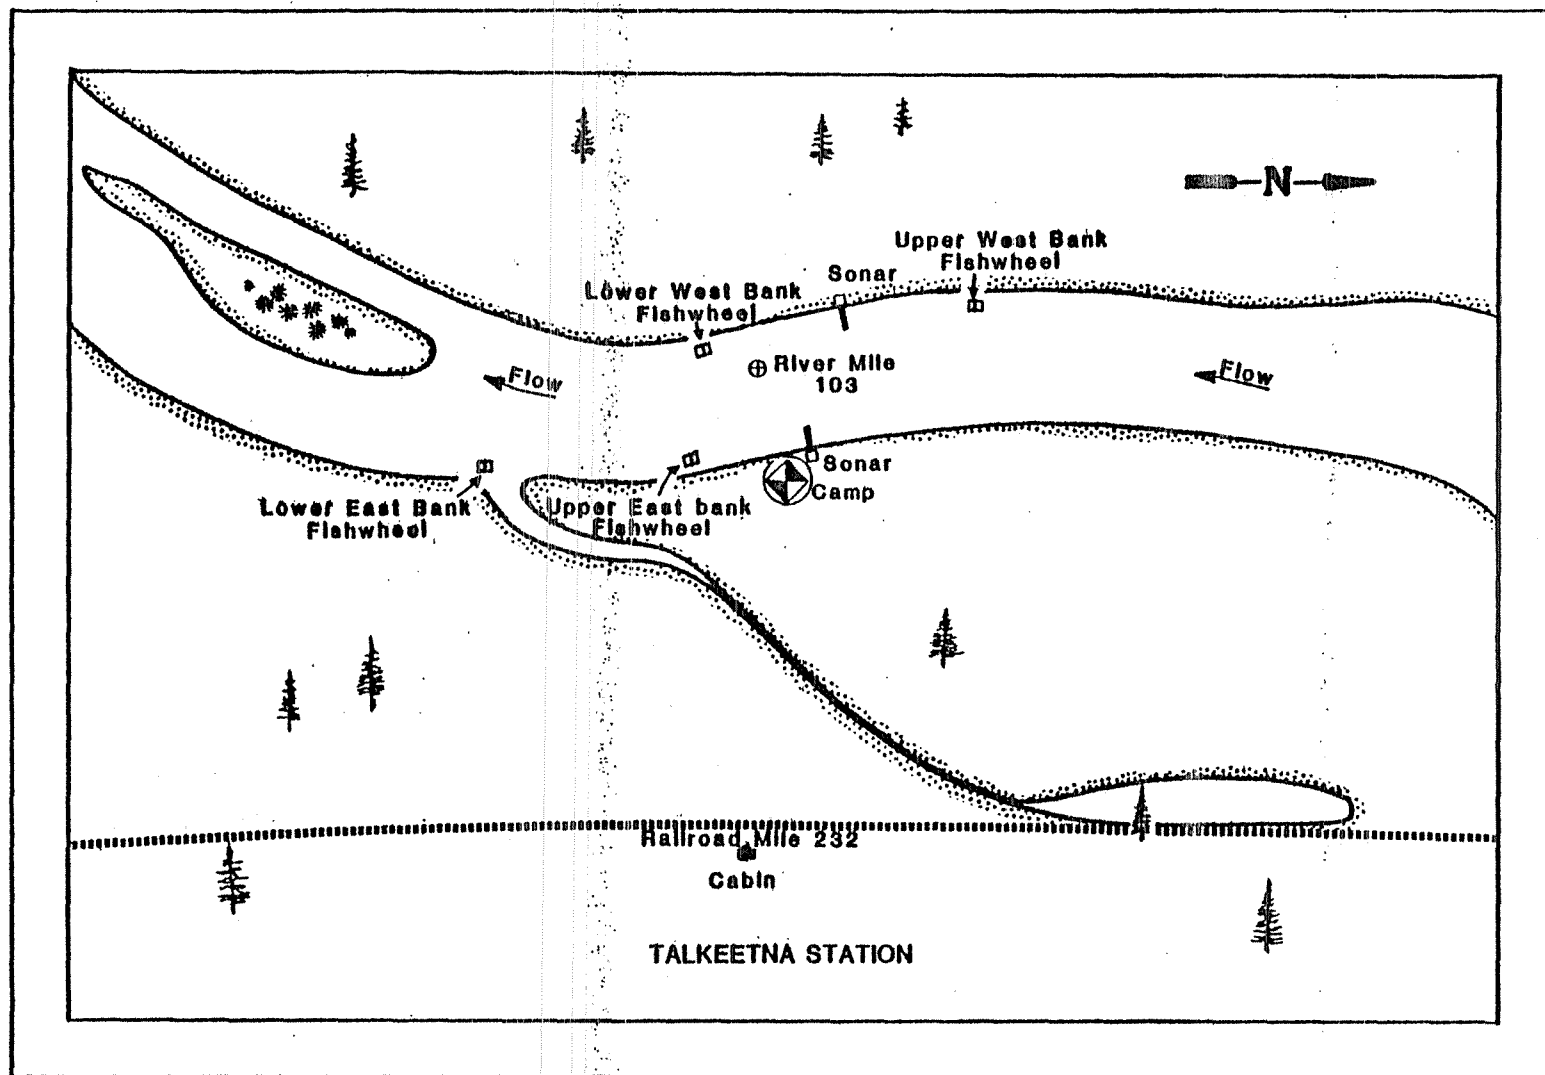 N
Upper West Bank
Fishwheel
Sonar
Lower West Bank
Fishwheel
River Mile
103
Flow
Flow
Sonar
Camp
Lower East Bank
Fishwheel
Upper East bank
Fishwheel
Railroad Mile 232
Cabin
TALKEETNA STATION